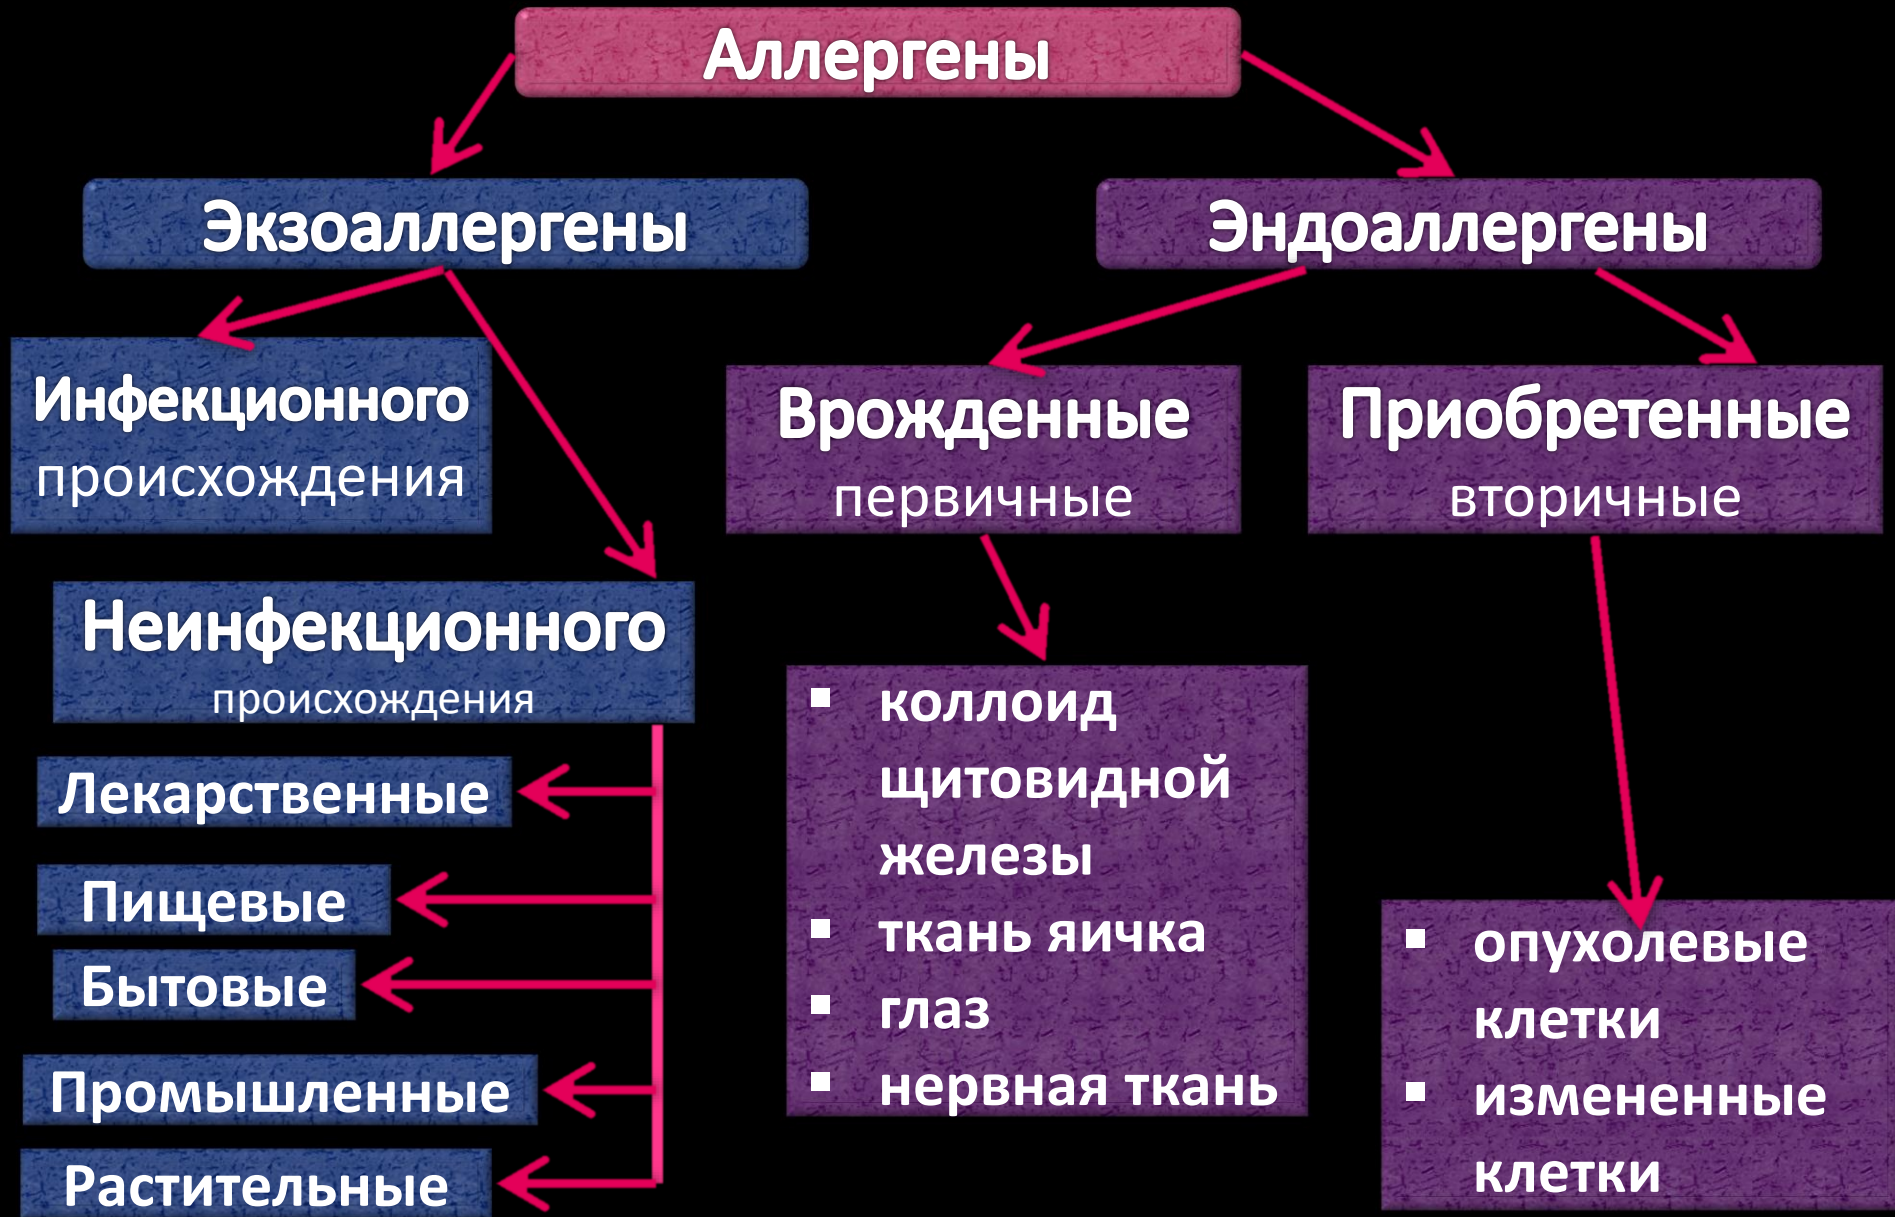 Аллергены
Экзоаллергены
Эндоаллергены
Инфекционного
происхождения
Неинфекционного
происхождения
Лекарственные
Пищевые
Бытовые
Промышленные
Растительные
Врожденные
первичные
▪ коллоид
щитовидной
железы
▪ ткань яичка
▪ глаз
▪ нервная ткань
Приобретенные
вторичные
▪ опухолевые
клетки
▪ измененные
клетки